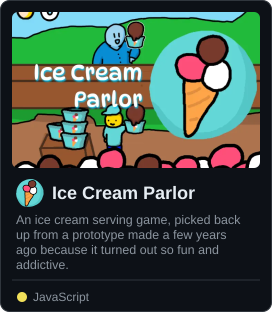 Ice Cream
Parlor
Ice Cream Parlor
An ice cream serving game, picked back
up from a prototype made a few years
ago because it turned out so fun and
addictive.
JavaScript